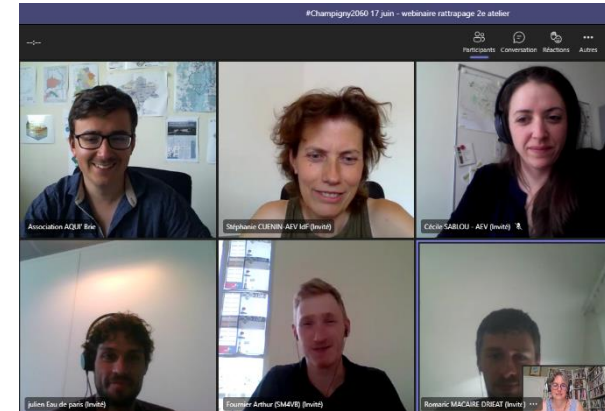 #Champigny2060 17 juin - webinaire rattrapage 2e atelier
--:--
Participants Conversation Réactions Autres
Association AQUI' Brie
Stéphanie CUENIN-AEV IdF (Invité)
Cécile SABLOU - AEV (Invité)
julien Eau de paris (Invité)
Fournier Arthur (SM4VB) (Invité)
Romaric MACAIRE DRIEAT (Invité) •••